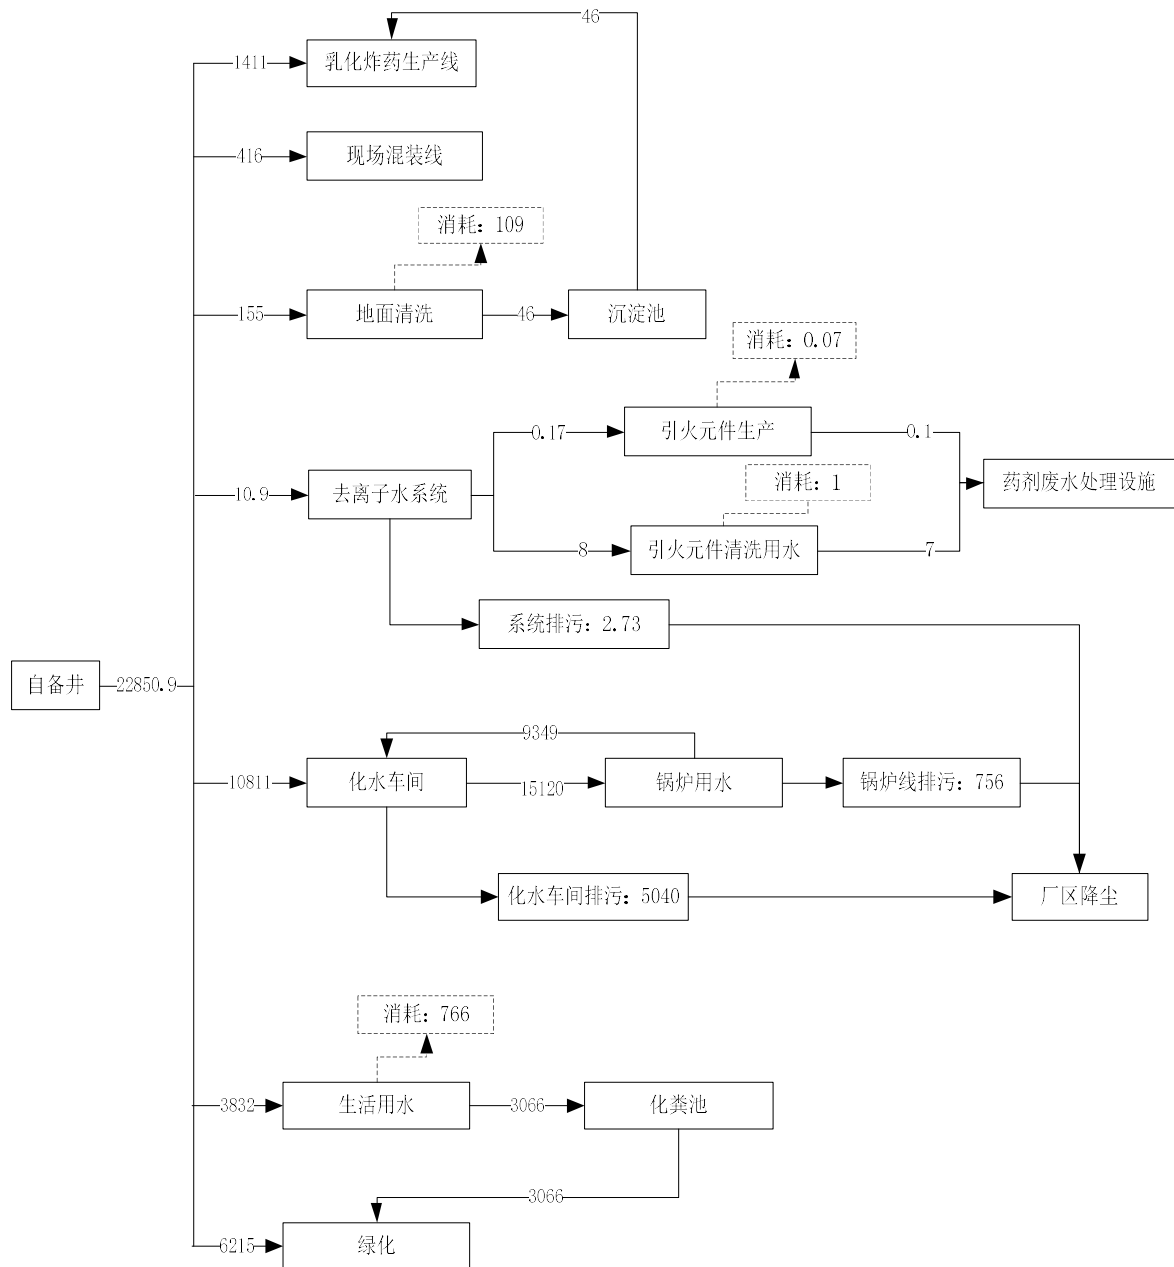 46
乳化炸药生产线
1411
现场混装线
416
消耗：109
地面清洗
沉淀池
155
46
消耗：0.07
引火元件生产
0.17
0.1
消耗：1
药剂废水处理设施
去离子水系统
10.9
引火元件清洗用水
8
7
系统排污：2.73
自备井
22850.9
9349
化水车间
锅炉用水
锅炉线排污：756
10811
15120
化水车间排污：5040
厂区降尘
消耗：766
生活用水
化粪池
3832
3066
3066
绿化
6215